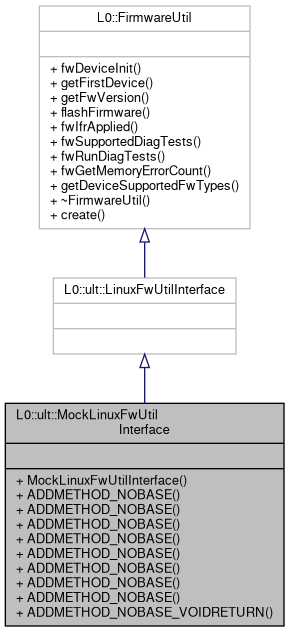 L0::FirmwareUtil
+ fwDeviceInit()
+ getFirstDevice()
+ getFwVersion()
+ flashFirmware()
+ fwIfrApplied()
+ fwSupportedDiagTests()
+ fwRunDiagTests()
+ fwGetMemoryErrorCount()
+ getDeviceSupportedFwTypes()
+ ~FirmwareUtil()
+ create()
L0::ult::LinuxFwUtilInterface
L0::ult::MockLinuxFwUtil
Interface
+ MockLinuxFwUtilInterface()
+ ADDMETHOD_NOBASE()
+ ADDMETHOD_NOBASE()
+ ADDMETHOD_NOBASE()
+ ADDMETHOD_NOBASE()
+ ADDMETHOD_NOBASE()
+ ADDMETHOD_NOBASE()
+ ADDMETHOD_NOBASE()
+ ADDMETHOD_NOBASE()
+ ADDMETHOD_NOBASE_VOIDRETURN()